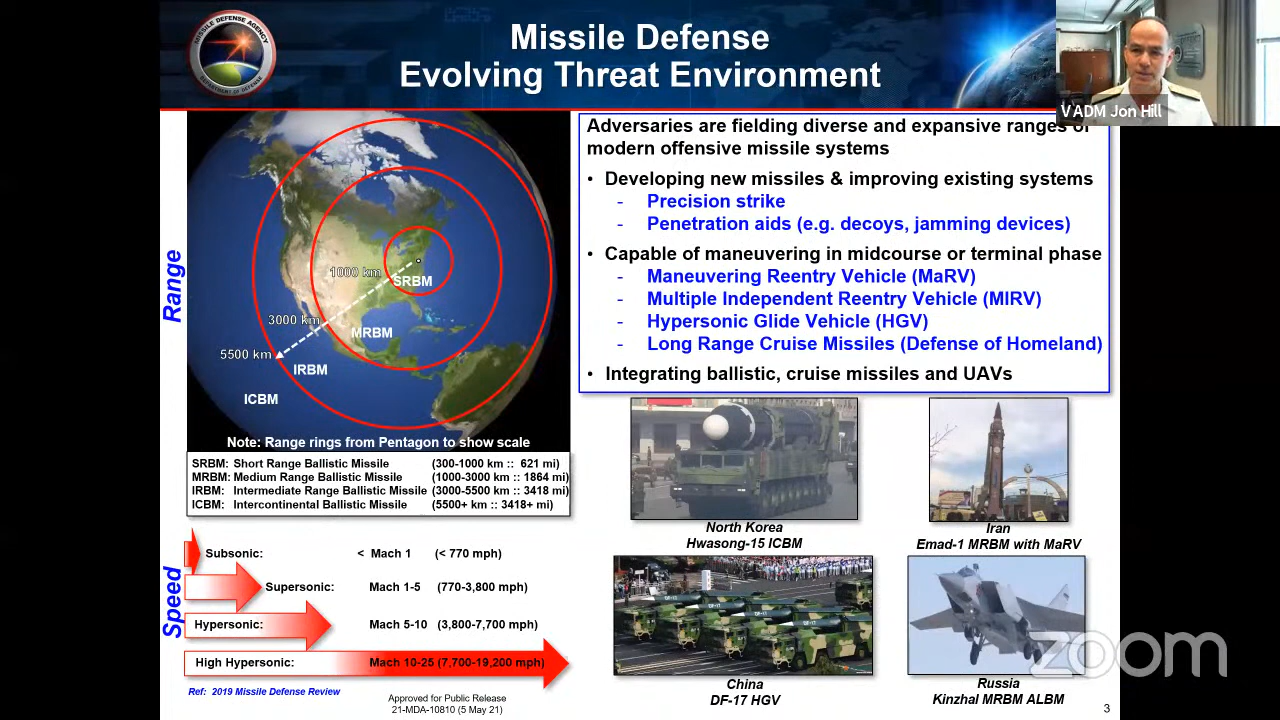 Missile Defense
Evolving Threat Environment
MISSILE DEFENSE AGENCY
DEPARTMENT OF DEFENSE
VADM Jon Hill
Range
1000 km
SRBM
3000 km
MRBM
5500 km
IRBM
ICBM
Note: Range rings from Pentagon to show scale
SRBM: Short Range Ballistic Missile (300-1000 km :: 621 mi)
MRBM: Medium Range Ballistic Missile (1000-3000 km :: 1864 mi)
IRBM: Intermediate Range Ballistic Missile (3000-5500 km :: 3418 mi)
ICBM: Intercontinental Ballistic Missile (5500+ km :: 3418+ mi)
Speed
Subsonic: < Mach 1 (< 770 mph)
Supersonic: Mach 1-5 (770-3,800 mph)
Hypersonic: Mach 5-10 (3,800-7,700 mph)
High Hypersonic: Mach 10-25 (7,700-19,200 mph)
Ref: 2019 Missile Defense Review
Approved for Public Release
21-MDA-10810 (5 May 21)
Adversaries are fielding diverse and expansive ranges of
modern offensive missile systems
• Developing new missiles & improving existing systems
- Precision strike
- Penetration aids (e.g. decoys, jamming devices)
• Capable of maneuvering in midcourse or terminal phase
- Maneuvering Reentry Vehicle (MaRV)
- Multiple Independent Reentry Vehicle (MIRV)
- Hypersonic Glide Vehicle (HGV)
- Long Range Cruise Missiles (Defense of Homeland)
• Integrating ballistic, cruise missiles and UAVs
North Korea
Hwasong-15 ICBM
Iran
Emad-1 MRBM with MaRV
China
DF-17 HGV
Russia
Kinzhal MRBM ALBM
zoom
3